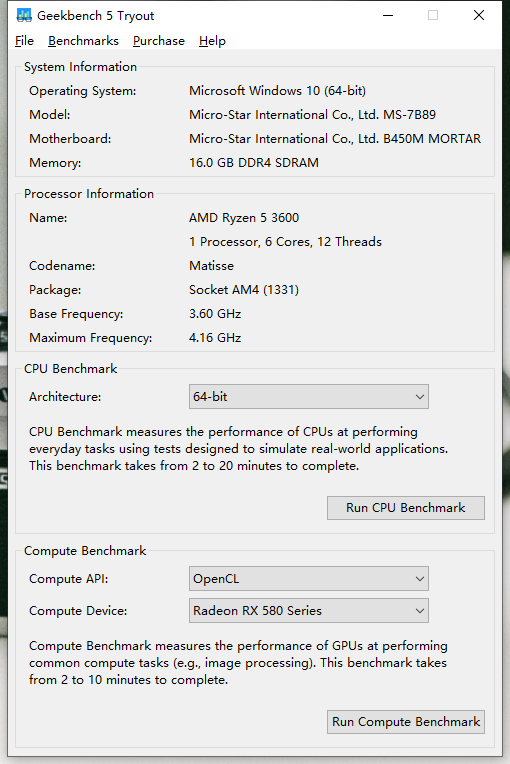 Geekbench 5 Tryout
File Benchmarks Purchase Help
System Information
Operating System: Microsoft Windows 10 (64-bit)
Model: Micro-Star International Co., Ltd. MS-7B89
Motherboard: Micro-Star International Co., Ltd. B450M MORTAR
Memory: 16.0 GB DDR4 SDRAM
Processor Information
Name: AMD Ryzen 5 3600
1 Processor, 6 Cores, 12 Threads
Codename: Matisse
Package: Socket AM4 (1331)
Base Frequency: 3.60 GHz
Maximum Frequency: 4.16 GHz
CPU Benchmark
Architecture: 64-bit
CPU Benchmark measures the performance of CPUs at performing
everyday tasks using tests designed to simulate real-world applications.
This benchmark takes from 2 to 20 minutes to complete.
Run CPU Benchmark
Compute Benchmark
Compute API: OpenCL
Compute Device: Radeon RX 580 Series
Compute Benchmark measures the performance of GPUs at performing
common compute tasks (e.g., image processing). This benchmark takes
from 2 to 10 minutes to complete.
Run Compute Benchmark